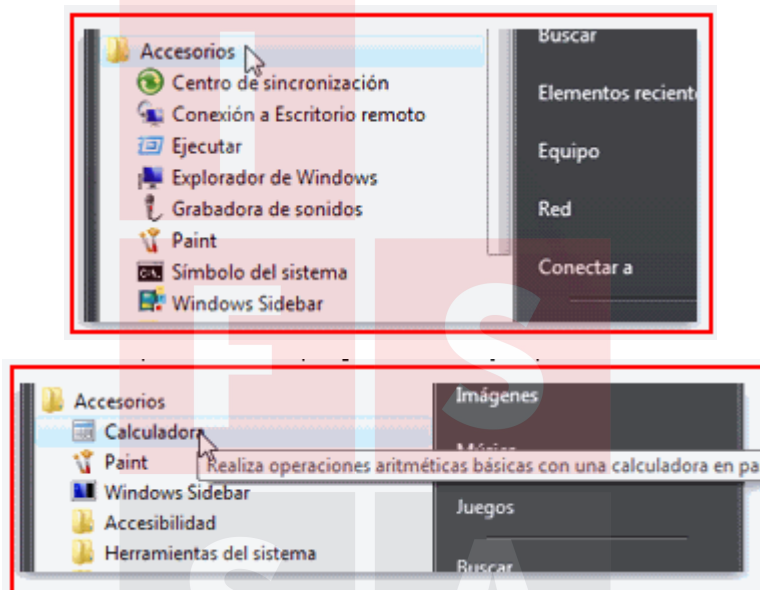 Accesorios
Centro de sincronización
Conexión a Escritorio remoto
Ejecutar
Explorador de Windows
Grabadora de sonidos
Paint
Símbolo del sistema
Windows Sidebar
Buscar
Elementos recient
Equipo
Red
Conectar a
Accesorios
Calculadora
Paint
Windows Sidebar
Accesibilidad
Herramientas del sistema
Imágenes
Realiza operaciones aritméticas básicas con una calculadora en pa
Juegos
Buscar